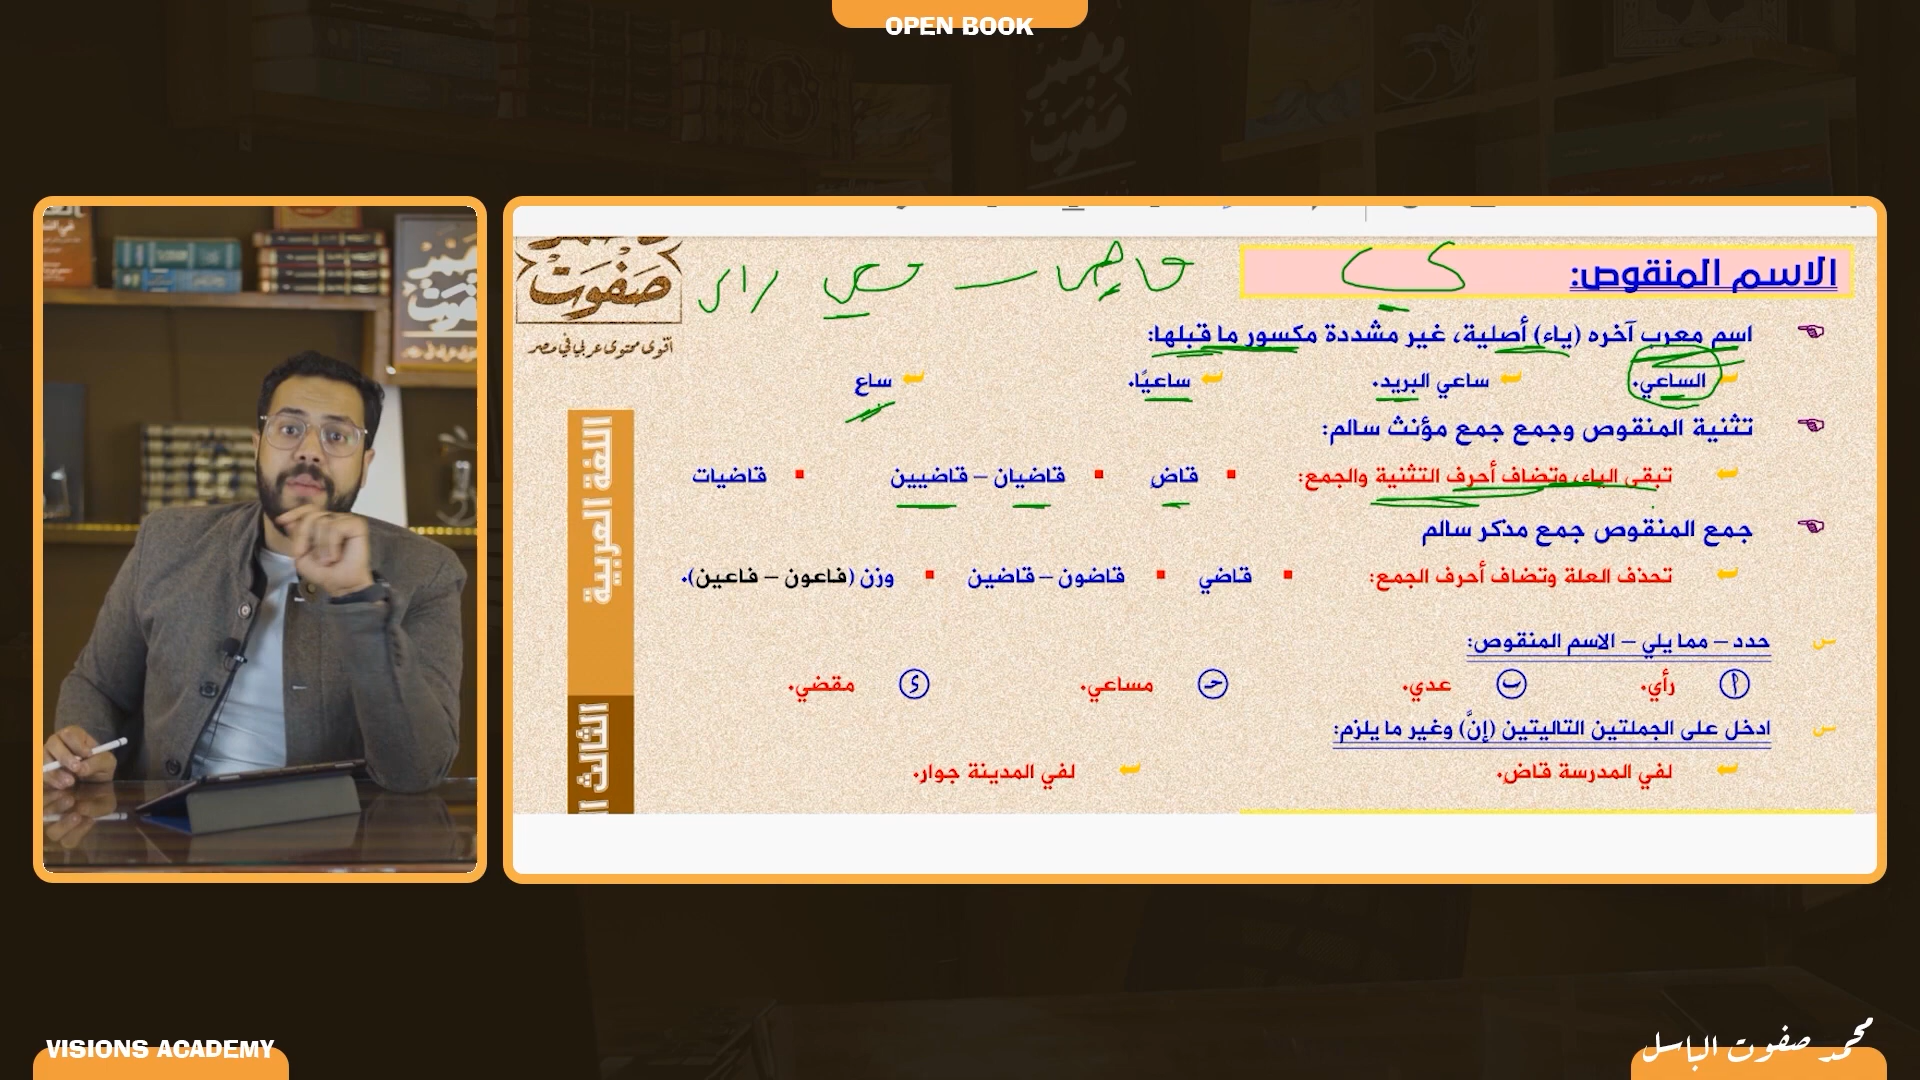 OPEN BOOK
الاسم المنقوص:
صفوت
أقوى محتوى عربي في مصر
اسم معرب آخره (ياء) أصلية، غير مشددة مكسور ما قبلها:
الساعي. ساعي البريد. ساعيًا. ساع
تثنية المنقوص وجمع جمع مؤنث سالم:
تبقى الياء، وتضاف أحرف التثنية والجمع: قاضٍ قاضيان – قاضيين قاضيات
جمع المنقوص جمع مذكر سالم
تحذف العلة وتضاف أحرف الجمع: قاضي قاضون – قاضين وزن (فاعون – فاعين).
س حدد – مما يلي – الاسم المنقوص:
أ رأي. ب عدي. جـ مساعي. د مقضي.
س ادخل على الجملتين التاليتين (إنَّ) وغير ما يلزم:
لفي المدرسة قاض. لفي المدينة جوار.
اللغة العربية
الثالث
VISIONS ACADEMY
محمد صفوت الباسل